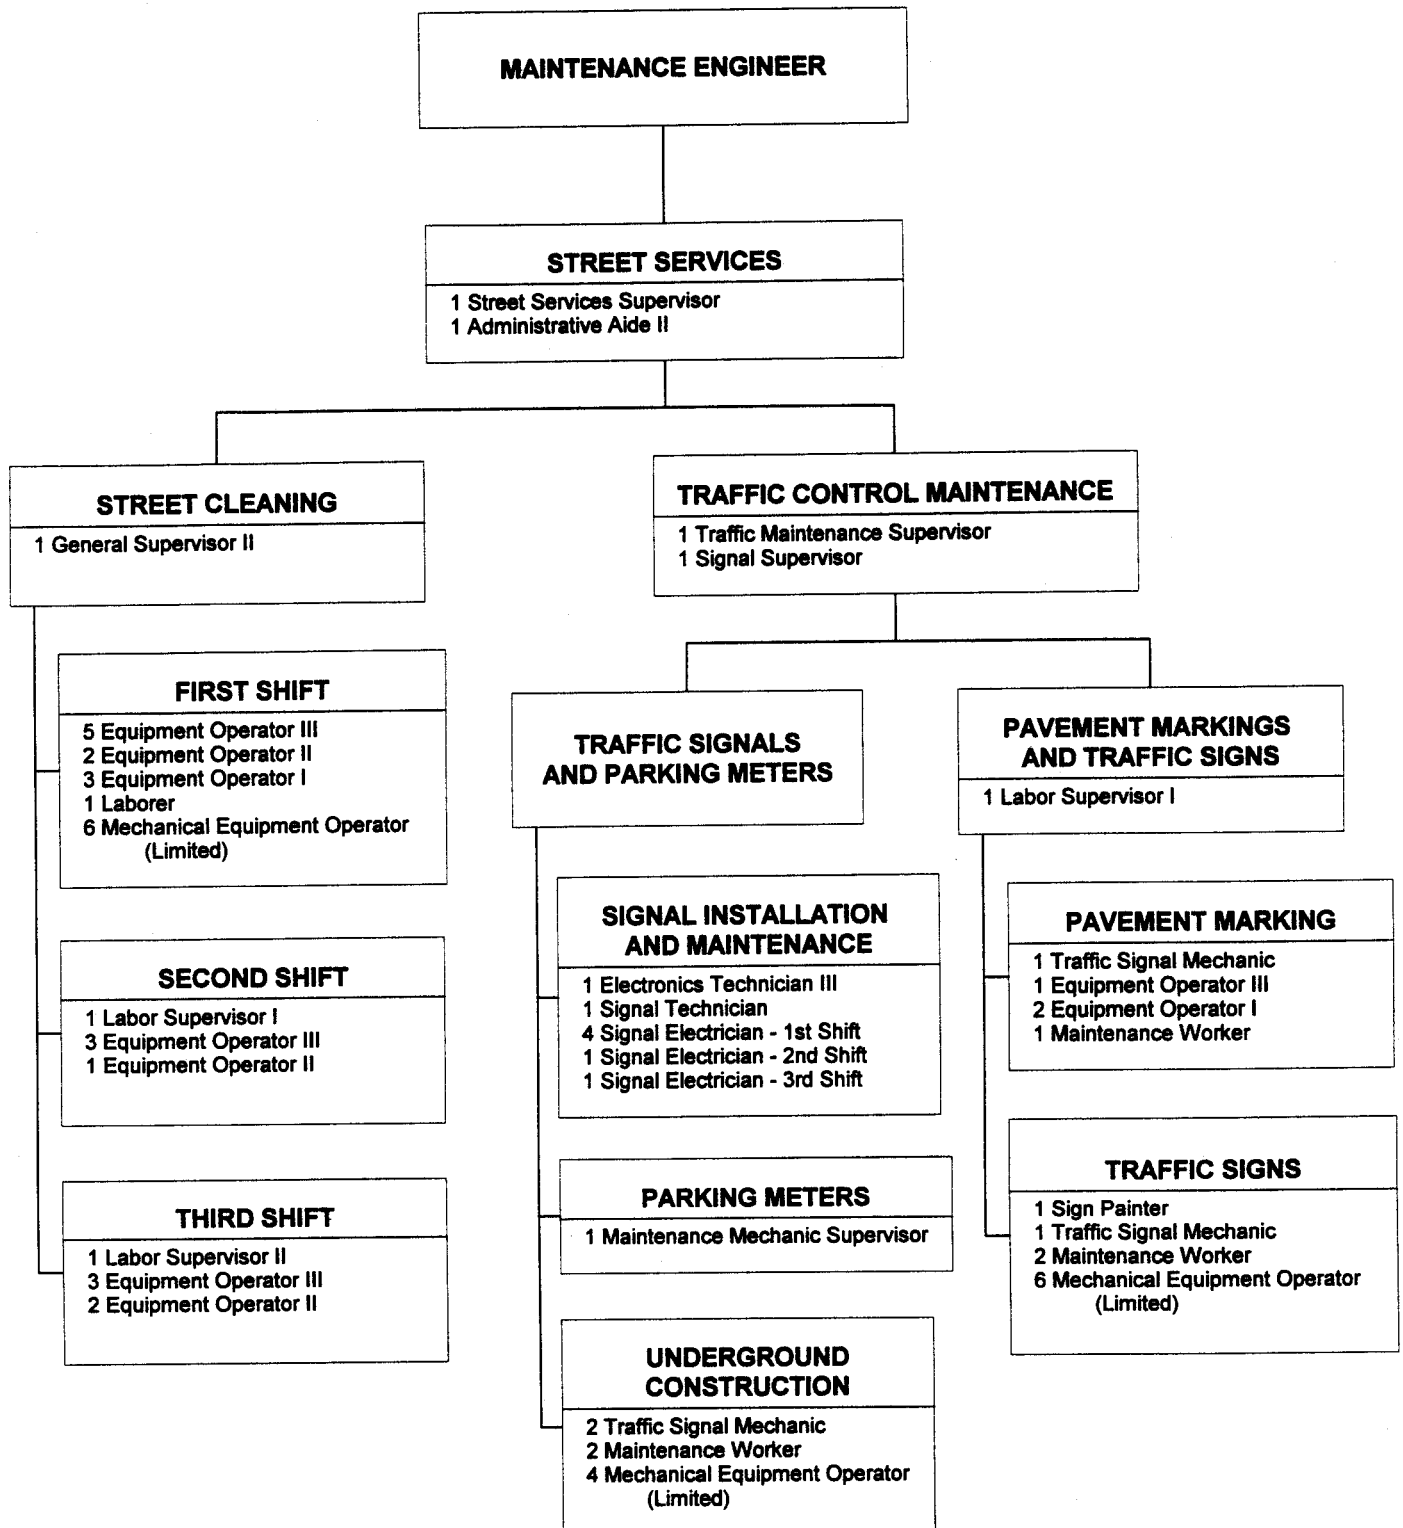 MAINTENANCE ENGINEER
STREET SERVICES
1 Street Services Supervisor
1 Administrative Aide II
STREET CLEANING
1 General Supervisor II
FIRST SHIFT
5 Equipment Operator III
2 Equipment Operator II
3 Equipment Operator I
1 Laborer
6 Mechanical Equipment Operator
(Limited)
SECOND SHIFT
1 Labor Supervisor I
3 Equipment Operator III
1 Equipment Operator II
THIRD SHIFT
1 Labor Supervisor II
3 Equipment Operator III
2 Equipment Operator II
TRAFFIC CONTROL MAINTENANCE
1 Traffic Maintenance Supervisor
1 Signal Supervisor
TRAFFIC SIGNALS
AND PARKING METERS
SIGNAL INSTALLATION
AND MAINTENANCE
1 Electronics Technician III
1 Signal Technician
4 Signal Electrician - 1st Shift
1 Signal Electrician - 2nd Shift
1 Signal Electrician - 3rd Shift
PARKING METERS
1 Maintenance Mechanic Supervisor
UNDERGROUND
CONSTRUCTION
2 Traffic Signal Mechanic
2 Maintenance Worker
4 Mechanical Equipment Operator
(Limited)
PAVEMENT MARKINGS
AND TRAFFIC SIGNS
1 Labor Supervisor I
PAVEMENT MARKING
1 Traffic Signal Mechanic
1 Equipment Operator III
2 Equipment Operator I
1 Maintenance Worker
TRAFFIC SIGNS
1 Sign Painter
1 Traffic Signal Mechanic
2 Maintenance Worker
6 Mechanical Equipment Operator
(Limited)